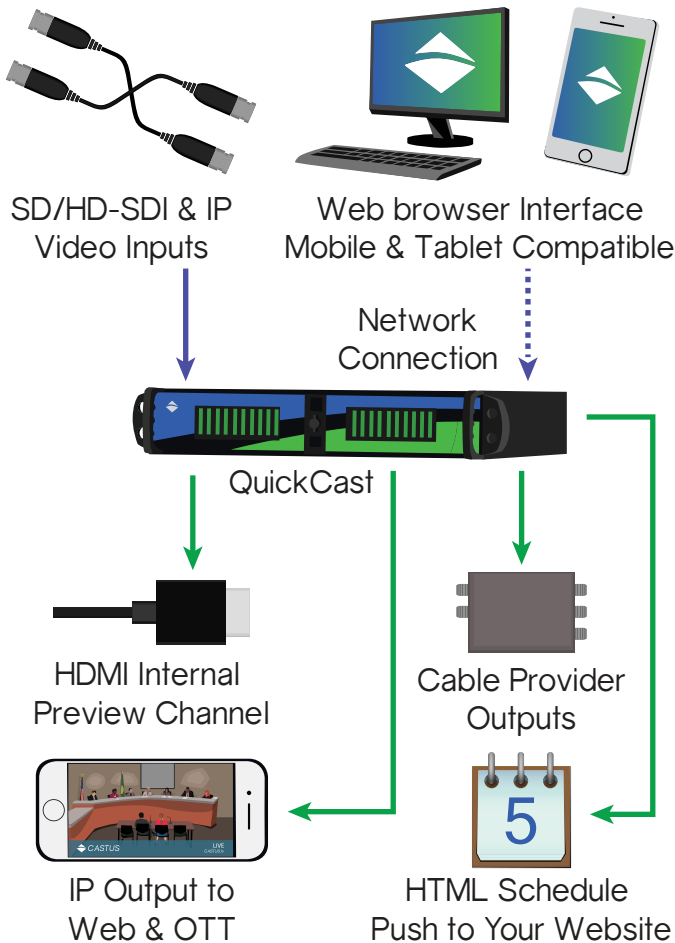 SD/HD-SDI & IP
Video Inputs
Web browser Interface
Mobile & Tablet Compatible
Network
Connection
QuickCast
HDMI Internal
Preview Channel
Cable Provider
Outputs
CASTUS
LIVE
5
IP Output to
Web & OTT
HTML Schedule
Push to Your Website